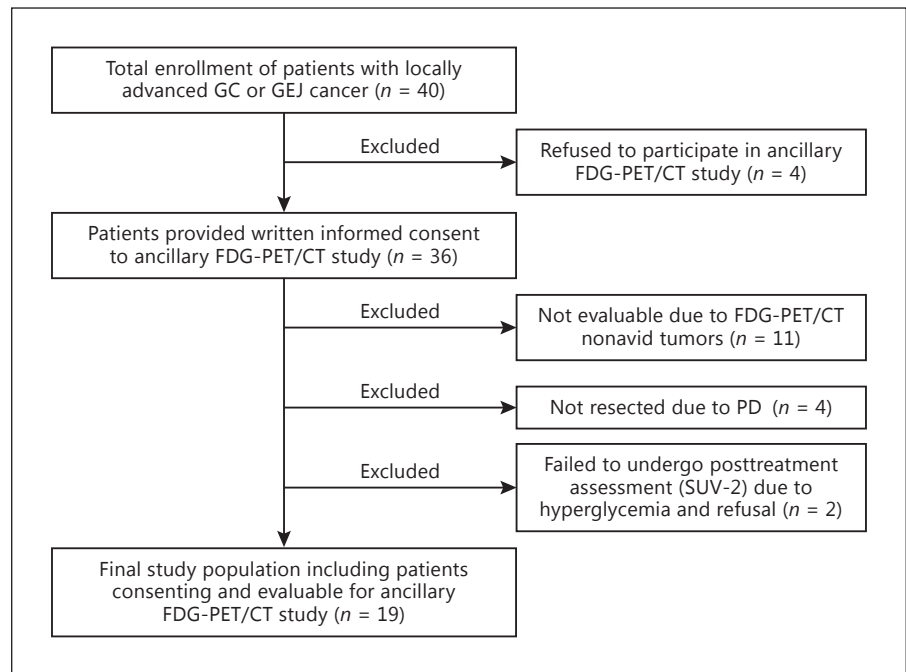 Total enrollment of patients with locally
advanced GC or GEJ cancer (n = 40)
Excluded
Refused to participate in ancillary
FDG-PET/CT study (n = 4)
Patients provided written informed consent
to ancillary FDG-PET/CT study (n = 36)
Excluded
Not evaluable due to FDG-PET/CT
nonavid tumors (n = 11)
Excluded
Not resected due to PD (n = 4)
Excluded
Failed to undergo posttreatment
assessment (SUV-2) due to
hyperglycemia and refusal (n = 2)
Final study population including patients
consenting and evaluable for ancillary
FDG-PET/CT study (n = 19)